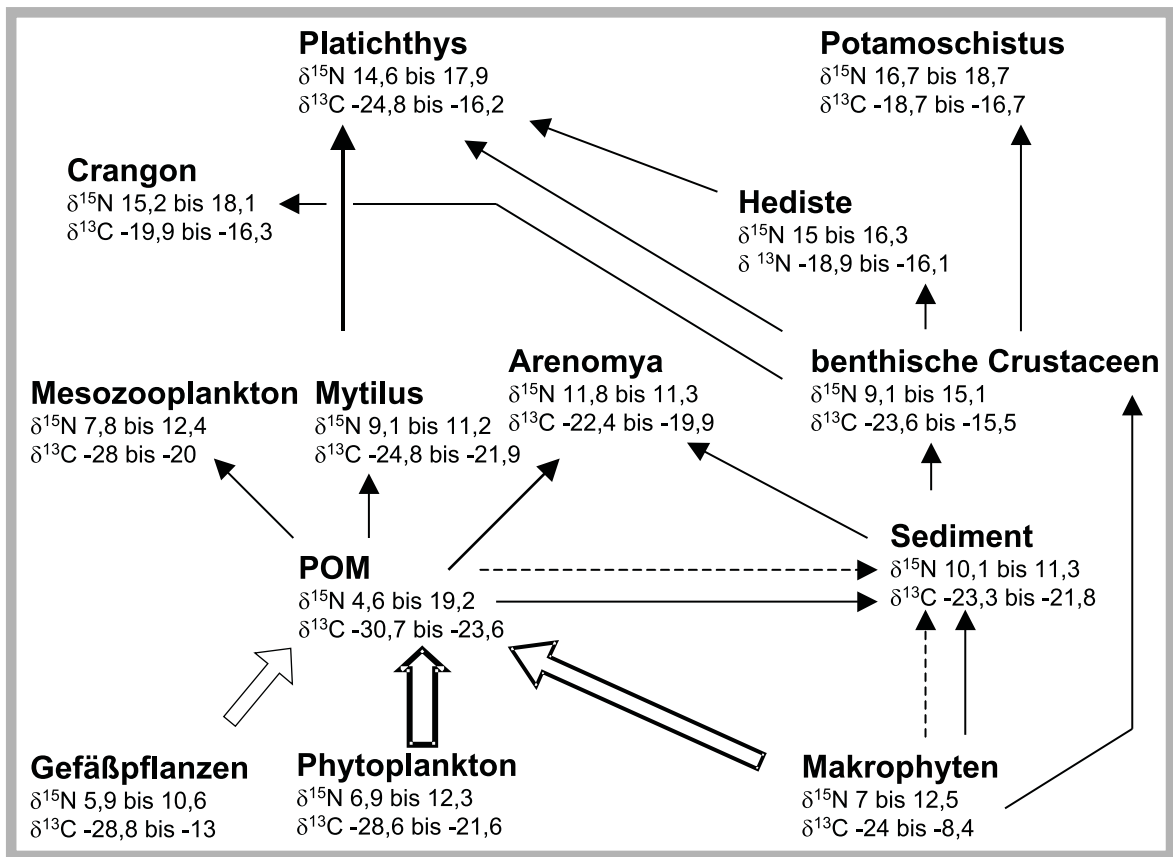 Platichthys
δ¹⁵N 14,6 bis 17,9
δ¹³C -24,8 bis -16,2
Potamoschistus
δ¹⁵N 16,7 bis 18,7
δ¹³C -18,7 bis -16,7
Crangon
δ¹⁵N 15,2 bis 18,1
δ¹³C -19,9 bis -16,3
Hediste
δ¹⁵N 15 bis 16,3
δ ¹³N -18,9 bis -16,1
Mesozooplankton
δ¹⁵N 7,8 bis 12,4
δ¹³C -28 bis -20
Mytilus
δ¹⁵N 9,1 bis 11,2
δ¹³C -24,8 bis -21,9
Arenomya
δ¹⁵N 11,8 bis 11,3
δ¹³C -22,4 bis -19,9
benthische Crustaceen
δ¹⁵N 9,1 bis 15,1
δ¹³C -23,6 bis -15,5
POM
δ¹⁵N 4,6 bis 19,2
δ¹³C -30,7 bis -23,6
Sediment
δ¹⁵N 10,1 bis 11,3
δ¹³C -23,3 bis -21,8
Gefäßpflanzen
δ¹⁵N 5,9 bis 10,6
δ¹³C -28,8 bis -13
Phytoplankton
δ¹⁵N 6,9 bis 12,3
δ¹³C -28,6 bis -21,6
Makrophyten
δ¹⁵N 7 bis 12,5
δ¹³C -24 bis -8,4